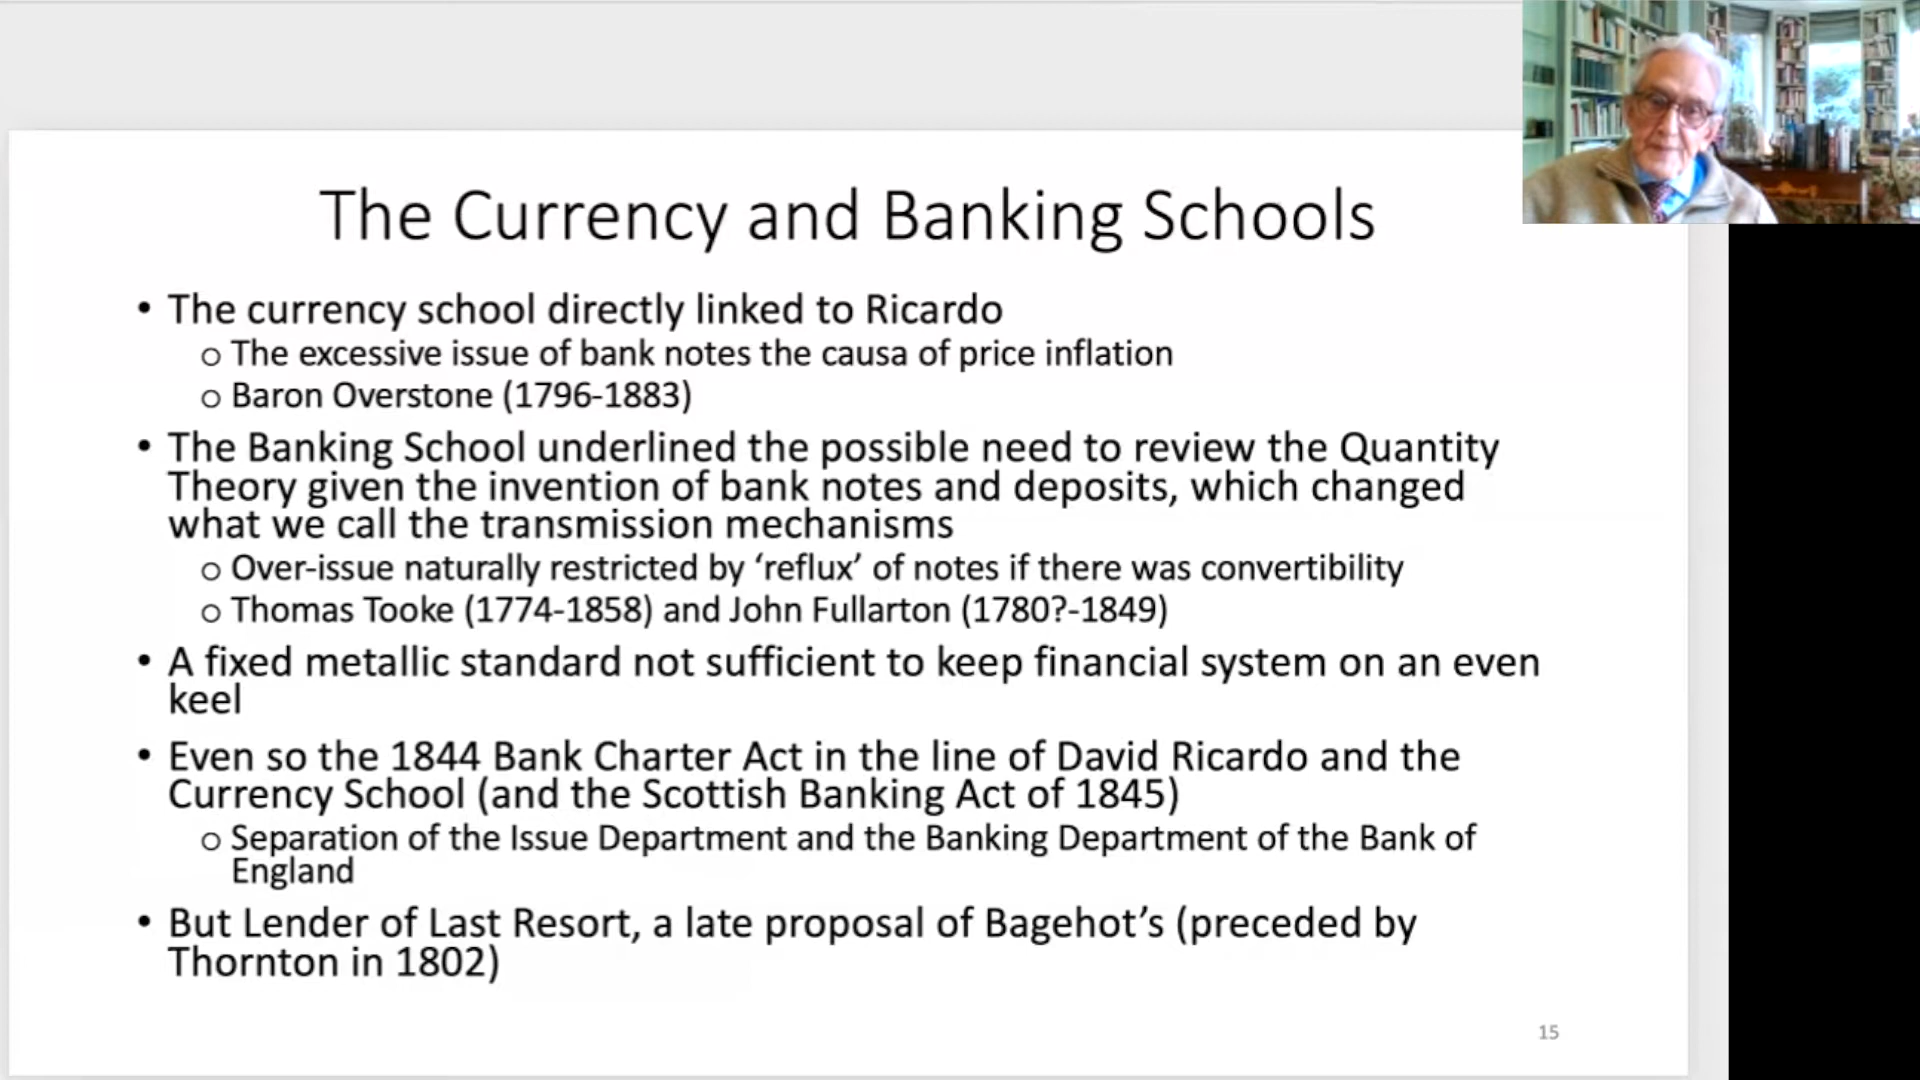 The Currency and Banking Schools
• The currency school directly linked to Ricardo
o The excessive issue of bank notes the causa of price inflation
o Baron Overstone (1796-1883)
• The Banking School underlined the possible need to review the Quantity
Theory given the invention of bank notes and deposits, which changed
what we call the transmission mechanisms
o Over-issue naturally restricted by ‘reflux’ of notes if there was convertibility
o Thomas Tooke (1774-1858) and John Fullarton (1780?-1849)
• A fixed metallic standard not sufficient to keep financial system on an even
keel
• Even so the 1844 Bank Charter Act in the line of David Ricardo and the
Currency School (and the Scottish Banking Act of 1845)
o Separation of the Issue Department and the Banking Department of the Bank of
England
• But Lender of Last Resort, a late proposal of Bagehot’s (preceded by
Thornton in 1802)
15